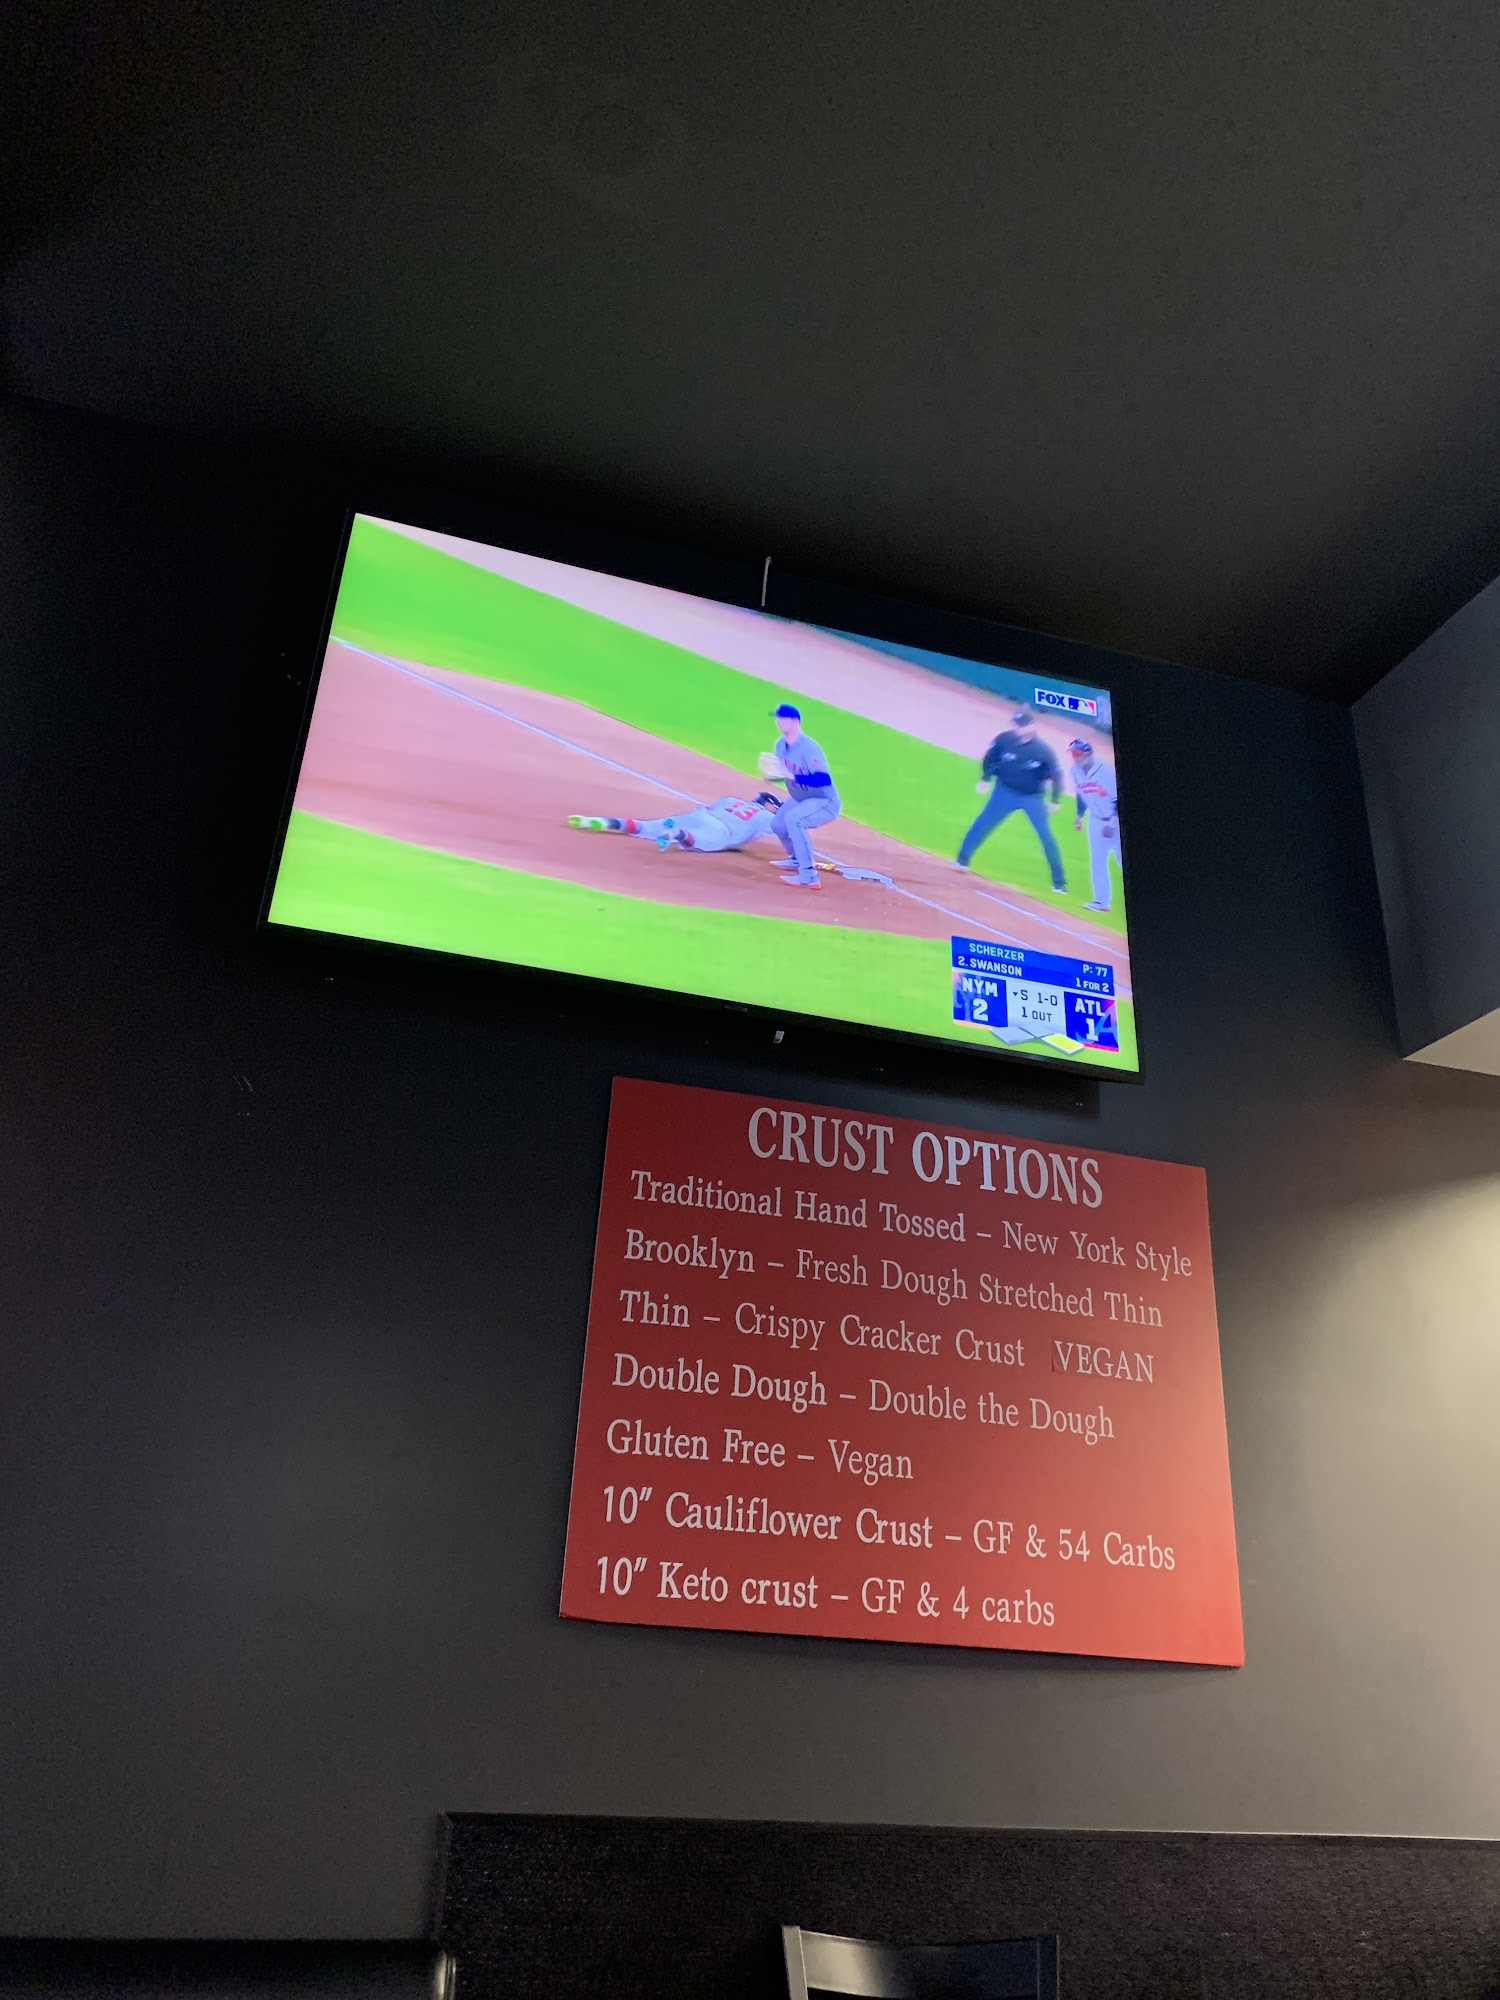 FOX
SCHERZER P: 77
2. SWANSON 1 FOR 2
NYM 2
5 1-0
1 OUT
ATL 1
CRUST OPTIONS
Traditional Hand Tossed – New York Style
Brooklyn – Fresh Dough Stretched Thin
Thin – Crispy Cracker Crust VEGAN
Double Dough – Double the Dough
Gluten Free – Vegan
10" Cauliflower Crust – GF & 54 Carbs
10" Keto crust – GF & 4 carbs